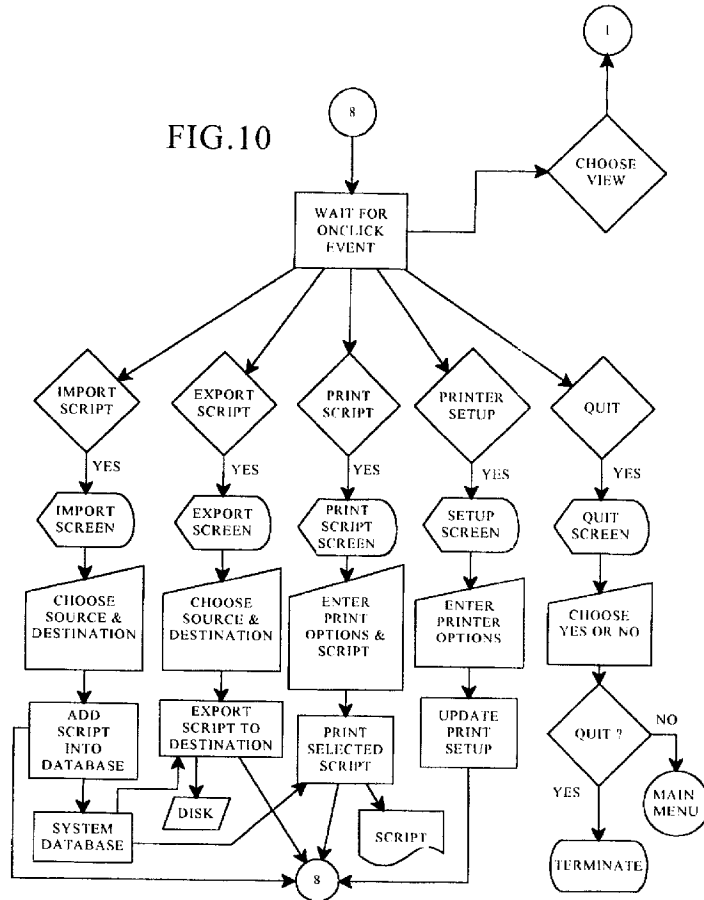 1
8
FIG.10
CHOOSE
VIEW
WAIT FOR
ONCLICK
EVENT
IMPORT
SCRIPT
EXPORT
SCRIPT
PRINT
SCRIPT
PRINTER
SETUP
QUIT
YES
YES
YES
YES
YES
IMPORT
SCREEN
EXPORT
SCREEN
PRINT
SCRIPT
SCREEN
SETUP
SCREEN
QUIT
SCREEN
CHOOSE
SOURCE &
DESTINATION
CHOOSE
SOURCE &
DESTINATION
ENTER
PRINT
OPTIONS &
SCRIPT
ENTER
PRINTER
OPTIONS
CHOOSE
YES OR NO
ADD
SCRIPT
INTO
DATABASE
EXPORT
SCRIPT TO
DESTINATION
PRINT
SELECTED
SCRIPT
UPDATE
PRINT
SETUP
QUIT ?
NO
YES
SYSTEM
DATABASE
DISK
SCRIPT
MAIN
MENU
8
TERMINATE